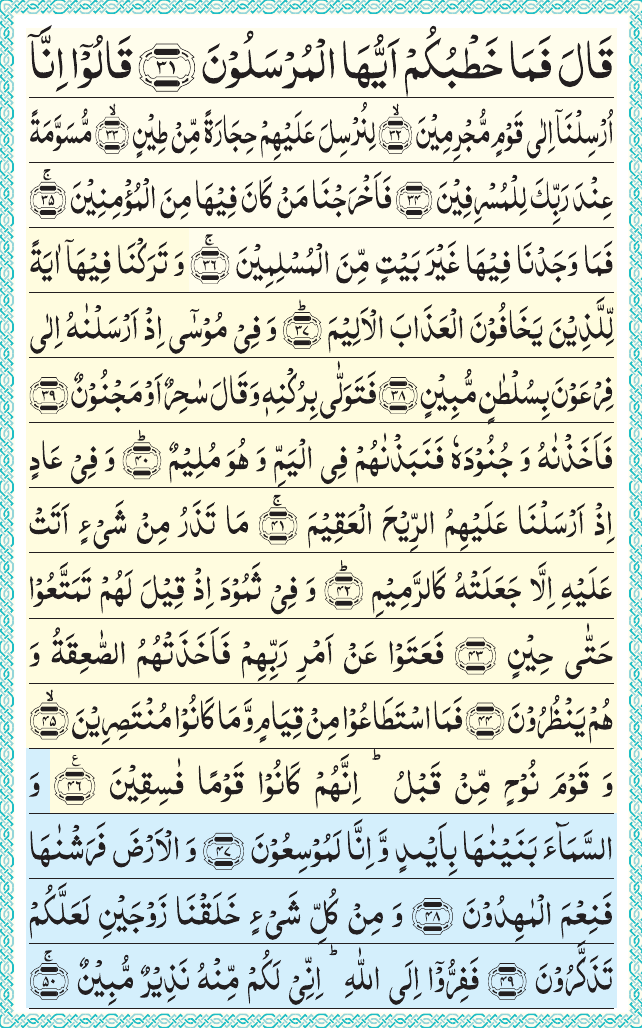 قَالَ فَمَا خَطْبُكُمْ اَيُّهَا الْمُرْسَلُوْنَ ﴿۳۱﴾ قَالُوْۤا اِنَّاۤ
اُرْسِلْنَاۤ اِلٰى قَوْمٍ مُّجْرِمِيْنَ ۙ﴿۳۲﴾ لِنُرْسِلَ عَلَيْهِمْ حِجَارَةً مِّنْ طِيْنٍ ۙ﴿۳۳﴾ مُّسَوَّمَةً
عِنْدَ رَبِّكَ لِلْمُسْرِفِيْنَ ﴿۳۴﴾ فَاَخْرَجْنَا مَنْ كَانَ فِيْهَا مِنَ الْمُؤْمِنِيْنَ ۚ﴿۳۵﴾
فَمَا وَجَدْنَا فِيْهَا غَيْرَ بَيْتٍ مِّنَ الْمُسْلِمِيْنَ ۚ﴿۳۶﴾ وَ تَرَكْنَا فِيْهَاۤ اٰيَةً
لِّلَّذِيْنَ يَخَافُوْنَ الْعَذَابَ الْاَلِيْمَ ؕ﴿۳۷﴾ وَ فِيْ مُوْسٰۤى اِذْ اَرْسَلْنٰهُ اِلٰى
فِرْعَوْنَ بِسُلْطٰنٍ مُّبِيْنٍ ﴿۳۸﴾ فَتَوَلّٰى بِرُكْنِهٖ وَ قَالَ سٰحِرٌ اَوْ مَجْنُوْنٌ ﴿۳۹﴾
فَاَخَذْنٰهُ وَ جُنُوْدَهٗ فَنَبَذْنٰهُمْ فِى الْيَمِّ وَ هُوَ مُلِيْمٌ ؕ﴿۴۰﴾ وَ فِيْ عَادٍ
اِذْ اَرْسَلْنَا عَلَيْهِمُ الرِّيْحَ الْعَقِيْمَ ۚ﴿۴۱﴾ مَا تَذَرُ مِنْ شَيْءٍ اَتَتْ
عَلَيْهِ اِلَّا جَعَلَتْهُ كَالرَّمِيْمِ ؕ﴿۴۲﴾ وَ فِيْ ثَمُوْدَ اِذْ قِيْلَ لَهُمْ تَمَتَّعُوْا
حَتّٰى حِيْنٍ ﴿۴۳﴾ فَعَتَوْا عَنْ اَمْرِ رَبِّهِمْ فَاَخَذَتْهُمُ الصّٰعِقَةُ وَ
هُمْ يَنْظُرُوْنَ ﴿۴۴﴾ فَمَا اسْتَطَاعُوْا مِنْ قِيَامٍ وَّ مَا كَانُوْا مُنْتَصِرِيْنَ ۙ﴿۴۵﴾
وَ قَوْمَ نُوْحٍ مِّنْ قَبْلُ ؕ اِنَّهُمْ كَانُوْا قَوْمًا فٰسِقِيْنَ ﴿۴۶﴾ع وَ
السَّمَآءَ بَنَيْنٰهَا بِاَيْىدٍ وَّ اِنَّا لَمُوْسِعُوْنَ ﴿۴۷﴾ وَ الْاَرْضَ فَرَشْنٰهَا
فَنِعْمَ الْمٰهِدُوْنَ ﴿۴۸﴾ وَ مِنْ كُلِّ شَيْءٍ خَلَقْنَا زَوْجَيْنِ لَعَلَّكُمْ
تَذَكَّرُوْنَ ﴿۴۹﴾ فَفِرُّوْۤا اِلَى اللّٰهِ ؕ اِنِّيْ لَكُمْ مِّنْهُ نَذِيْرٌ مُّبِيْنٌ ۚ﴿۵۰﴾